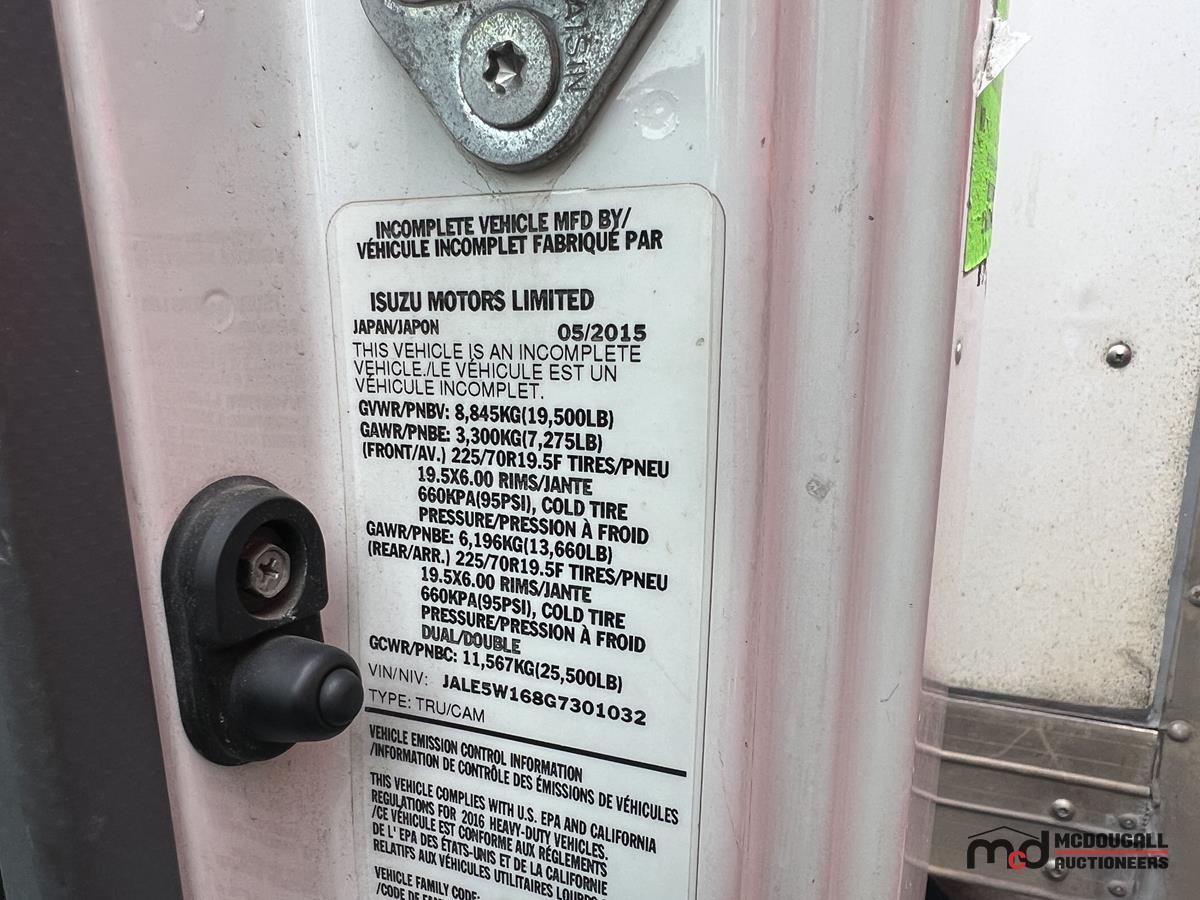 AISIN
INCOMPLETE VEHICLE MFD BY/
VÉHICULE INCOMPLET FABRIQUÉ PAR
ISUZU MOTORS LIMITED
JAPAN/JAPON 05/2015
THIS VEHICLE IS AN INCOMPLETE
VEHICLE./LE VÉHICULE EST UN
VÉHICULE INCOMPLET.
GVWR/PNBV: 8,845KG(19,500LB)
GAWR/PNBE: 3,300KG(7,275LB)
(FRONT/AV.) 225/70R19.5F TIRES/PNEU
19.5X6.00 RIMS/JANTE
660KPA(95PSI), COLD TIRE
PRESSURE/PRESSION À FROID
GAWR/PNBE: 6,196KG(13,660LB)
(REAR/ARR.) 225/70R19.5F TIRES/PNEU
19.5X6.00 RIMS/JANTE
660KPA(95PSI), COLD TIRE
PRESSURE/PRESSION À FROID
DUAL/DOUBLE
GCWR/PNBC: 11,567KG(25,500LB)
VIN/NIV: JALE5W168G7301032
TYPE: TRU/CAM
VEHICLE EMISSION CONTROL INFORMATION
/INFORMATION DE CONTRÔLE DES ÉMISSIONS DE VÉHICULES
THIS VEHICLE COMPLIES WITH U.S. EPA AND CALIFORNIA
REGULATIONS FOR 2016 HEAVY-DUTY VEHICLES.
/CE VÉHICULE EST CONFORME AUX RÉGLEMENTS
DE L' EPA DES ÉTATS-UNIS ET DE LA CALIFORNIE
RELATIFS AUX VÉHICULES UTILITAIRES LOURDS
VEHICLE FAMILY CODE:
/CODE DE
mcd MCDOUGALL
AUCTIONEERS